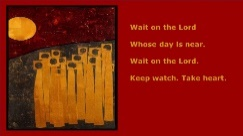 Wait on the Lord
Whose day is near.
Wait on the Lord.
Keep watch. Take heart.